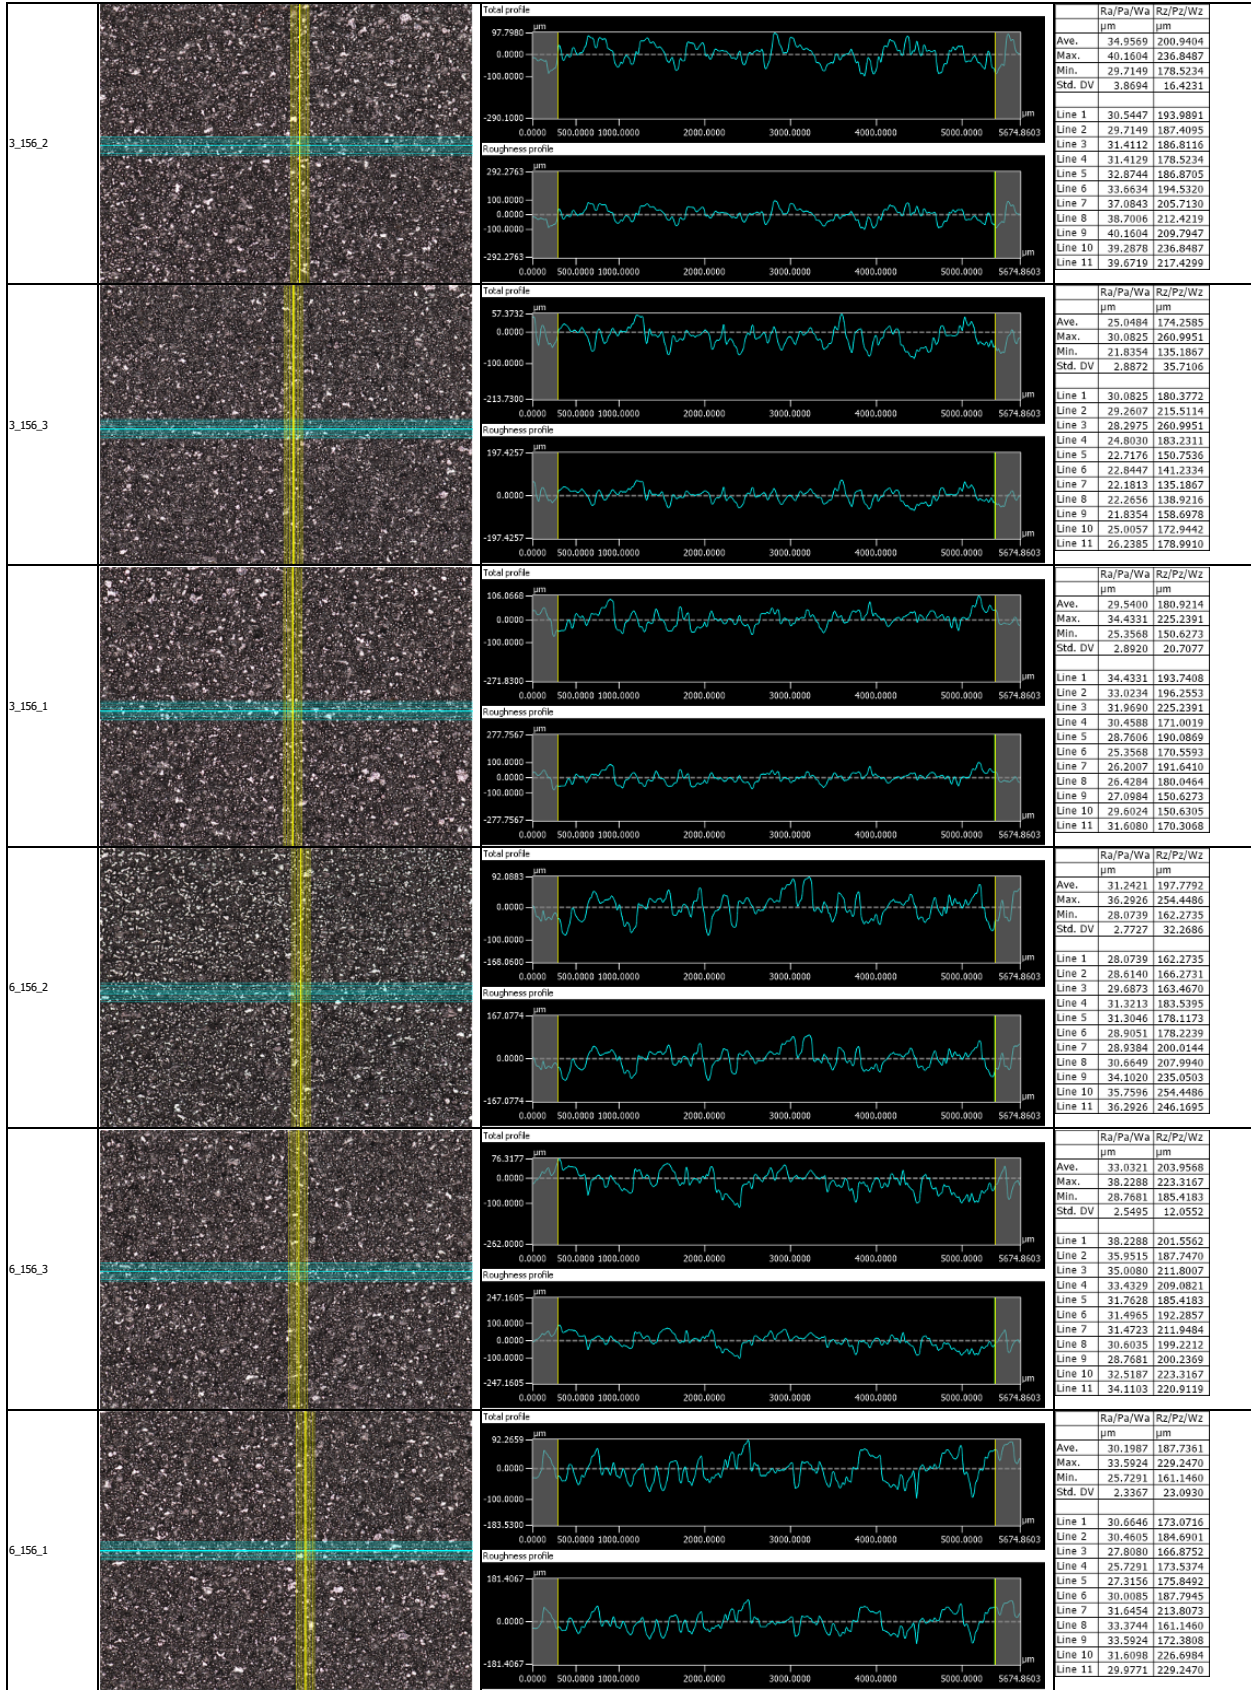 3_156_2
Total profile
µm
97.7980
0.0000
-100.0000
-290.1000
0.0000 500.0000 1000.0000 2000.0000 3000.0000 4000.0000 5000.0000 5674.8603
µm
Roughness profile
µm
292.2763
100.0000
0.0000
-100.0000
-292.2763
0.0000 500.0000 1000.0000 2000.0000 3000.0000 4000.0000 5000.0000 5674.8603
µm
Ra/Pa/Wa Rz/Pz/Wz
µm µm
Ave. 34.9569 200.9404
Max. 40.1604 236.8487
Min. 29.7149 178.5234
Std. DV 3.8694 16.4231
Line 1 30.5447 193.9891
Line 2 29.7149 187.4095
Line 3 31.4112 186.8116
Line 4 31.4129 178.5234
Line 5 32.8744 186.8705
Line 6 33.6634 194.5320
Line 7 37.0843 205.7130
Line 8 38.7006 212.4219
Line 9 40.1604 209.7947
Line 10 39.2878 236.8487
Line 11 39.6719 217.4299
3_156_3
Total profile
µm
57.3732
0.0000
-100.0000
-213.7300
0.0000 500.0000 1000.0000 2000.0000 3000.0000 4000.0000 5000.0000 5674.8603
µm
Roughness profile
µm
197.4257
0.0000
-197.4257
0.0000 500.0000 1000.0000 2000.0000 3000.0000 4000.0000 5000.0000 5674.8603
µm
Ra/Pa/Wa Rz/Pz/Wz
µm µm
Ave. 25.0484 174.2585
Max. 30.0825 260.9951
Min. 21.8354 135.1867
Std. DV 2.8872 35.7106
Line 1 30.0825 180.3772
Line 2 29.2607 215.5114
Line 3 28.2975 260.9951
Line 4 24.8030 183.2311
Line 5 22.7176 150.7536
Line 6 22.8447 141.2334
Line 7 22.1813 135.1867
Line 8 22.2656 138.9216
Line 9 21.8354 158.6978
Line 10 25.0057 172.9442
Line 11 26.2385 178.9910
3_156_1
Total profile
µm
106.0668
0.0000
-100.0000
-271.8300
0.0000 500.0000 1000.0000 2000.0000 3000.0000 4000.0000 5000.0000 5674.8603
µm
Roughness profile
µm
277.7567
100.0000
0.0000
-100.0000
-277.7567
0.0000 500.0000 1000.0000 2000.0000 3000.0000 4000.0000 5000.0000 5674.8603
µm
Ra/Pa/Wa Rz/Pz/Wz
µm µm
Ave. 29.5400 180.9214
Max. 34.4331 225.2391
Min. 25.3568 150.6273
Std. DV 2.8920 20.7077
Line 1 34.4331 193.7408
Line 2 33.0234 196.2553
Line 3 31.9690 225.2391
Line 4 30.4588 171.0019
Line 5 28.7606 190.0869
Line 6 25.3568 170.5593
Line 7 26.2007 191.6410
Line 8 26.4284 180.0464
Line 9 27.0984 150.6273
Line 10 29.6024 150.6305
Line 11 31.6080 170.3068
6_156_2
Total profile
µm
92.0883
0.0000
-100.0000
-168.0600
0.0000 500.0000 1000.0000 2000.0000 3000.0000 4000.0000 5000.0000 5674.8603
µm
Roughness profile
µm
167.0774
0.0000
-167.0774
0.0000 500.0000 1000.0000 2000.0000 3000.0000 4000.0000 5000.0000 5674.8603
µm
Ra/Pa/Wa Rz/Pz/Wz
µm µm
Ave. 31.2421 197.7792
Max. 36.2926 254.4486
Min. 28.0739 162.2735
Std. DV 2.7727 32.2686
Line 1 28.0739 162.2735
Line 2 28.6140 166.2731
Line 3 29.6873 163.4670
Line 4 31.3213 183.5395
Line 5 31.3046 178.1173
Line 6 28.9051 178.2239
Line 7 28.9384 200.0144
Line 8 30.6649 207.9940
Line 9 34.1020 235.0503
Line 10 35.7596 254.4486
Line 11 36.2926 246.1695
6_156_3
Total profile
µm
76.3177
0.0000
-100.0000
-262.0000
0.0000 500.0000 1000.0000 2000.0000 3000.0000 4000.0000 5000.0000 5674.8603
µm
Roughness profile
µm
247.1605
100.0000
0.0000
-100.0000
-247.1605
0.0000 500.0000 1000.0000 2000.0000 3000.0000 4000.0000 5000.0000 5674.8603
µm
Ra/Pa/Wa Rz/Pz/Wz
µm µm
Ave. 33.0321 203.9568
Max. 38.2288 223.3167
Min. 28.7681 185.4183
Std. DV 2.5495 12.0552
Line 1 38.2288 201.5562
Line 2 35.9515 187.7470
Line 3 35.0080 211.8007
Line 4 33.4329 209.0821
Line 5 31.7628 185.4183
Line 6 31.4965 192.2857
Line 7 31.4723 211.9484
Line 8 30.6035 199.2212
Line 9 28.7681 200.2369
Line 10 32.5187 223.3167
Line 11 34.1103 220.9119
6_156_1
Total profile
µm
92.2659
0.0000
-100.0000
-183.5300
0.0000 500.0000 1000.0000 2000.0000 3000.0000 4000.0000 5000.0000 5674.8603
µm
Roughness profile
µm
181.4067
0.0000
-181.4067
0.0000 500.0000 1000.0000 2000.0000 3000.0000 4000.0000 5000.0000 5674.8603
µm
Ra/Pa/Wa Rz/Pz/Wz
µm µm
Ave. 30.1987 187.7361
Max. 33.5924 229.2470
Min. 25.7291 161.1460
Std. DV 2.3367 23.0930
Line 1 30.6646 173.0716
Line 2 30.4605 184.6901
Line 3 27.8080 166.8752
Line 4 25.7291 173.5374
Line 5 27.3156 175.8492
Line 6 30.0085 187.7945
Line 7 31.6454 213.8073
Line 8 33.3744 161.1460
Line 9 33.5924 172.3808
Line 10 31.6098 226.6984
Line 11 29.9771 229.2470